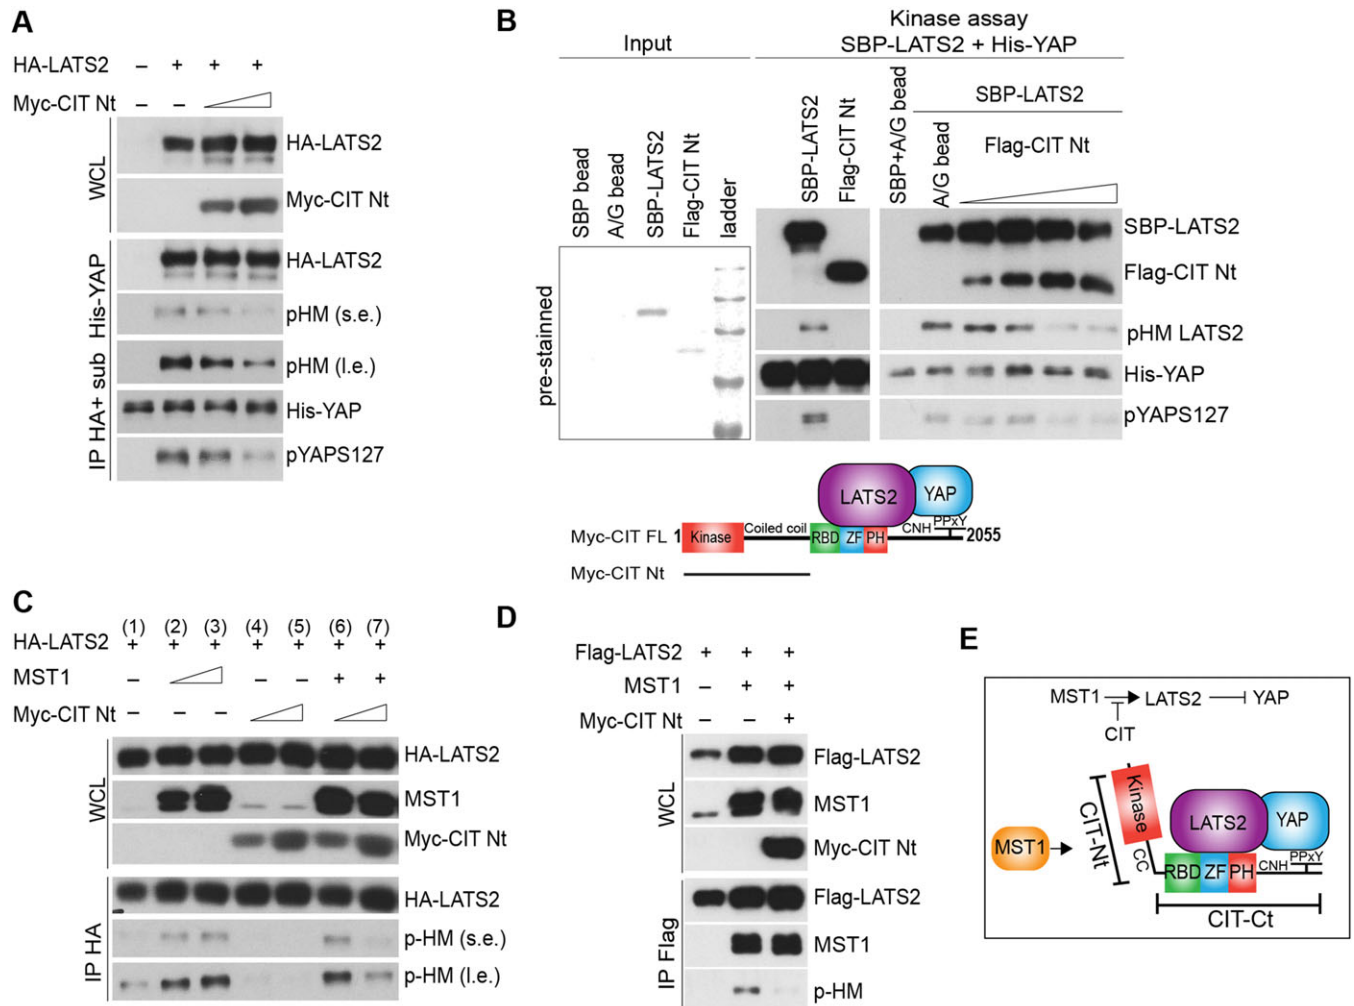 A
HA-LATS2 – + + +
Myc-CIT Nt – –
WCL
HA-LATS2
Myc-CIT Nt
IP HA+ sub His-YAP
HA-LATS2
pHM (s.e.)
pHM (l.e.)
His-YAP
pYAPS127
B
Input
Kinase assay
SBP-LATS2 + His-YAP
SBP-LATS2
Flag-CIT Nt
SBP bead
A/G bead
SBP-LATS2
Flag-CIT Nt
ladder
SBP-LATS2
Flag-CIT Nt
SBP+A/G bead
A/G bead
pre-stainned
SBP-LATS2
Flag-CIT Nt
pHM LATS2
His-YAP
pYAPS127
LATS2 YAP
Myc-CIT FL 1 Kinase Coiled coil RBD ZF PH CNH PPxY 2055
Myc-CIT Nt
C
(1) (2) (3) (4) (5) (6) (7)
HA-LATS2 + + + + + + +
MST1 – – – + +
Myc-CIT Nt – – –
WCL
HA-LATS2
MST1
Myc-CIT Nt
IP HA
HA-LATS2
p-HM (s.e.)
p-HM (l.e.)
D
Flag-LATS2 + + +
MST1 – + +
Myc-CIT Nt – – +
WCL
Flag-LATS2
MST1
Myc-CIT Nt
IP Flag
Flag-LATS2
MST1
p-HM
E
MST1 LATS2 YAP
CIT
Kinase
CIT-Nt
CC
MST1
LATS2 YAP
RBD ZF PH CNH PPxY
CIT-Ct